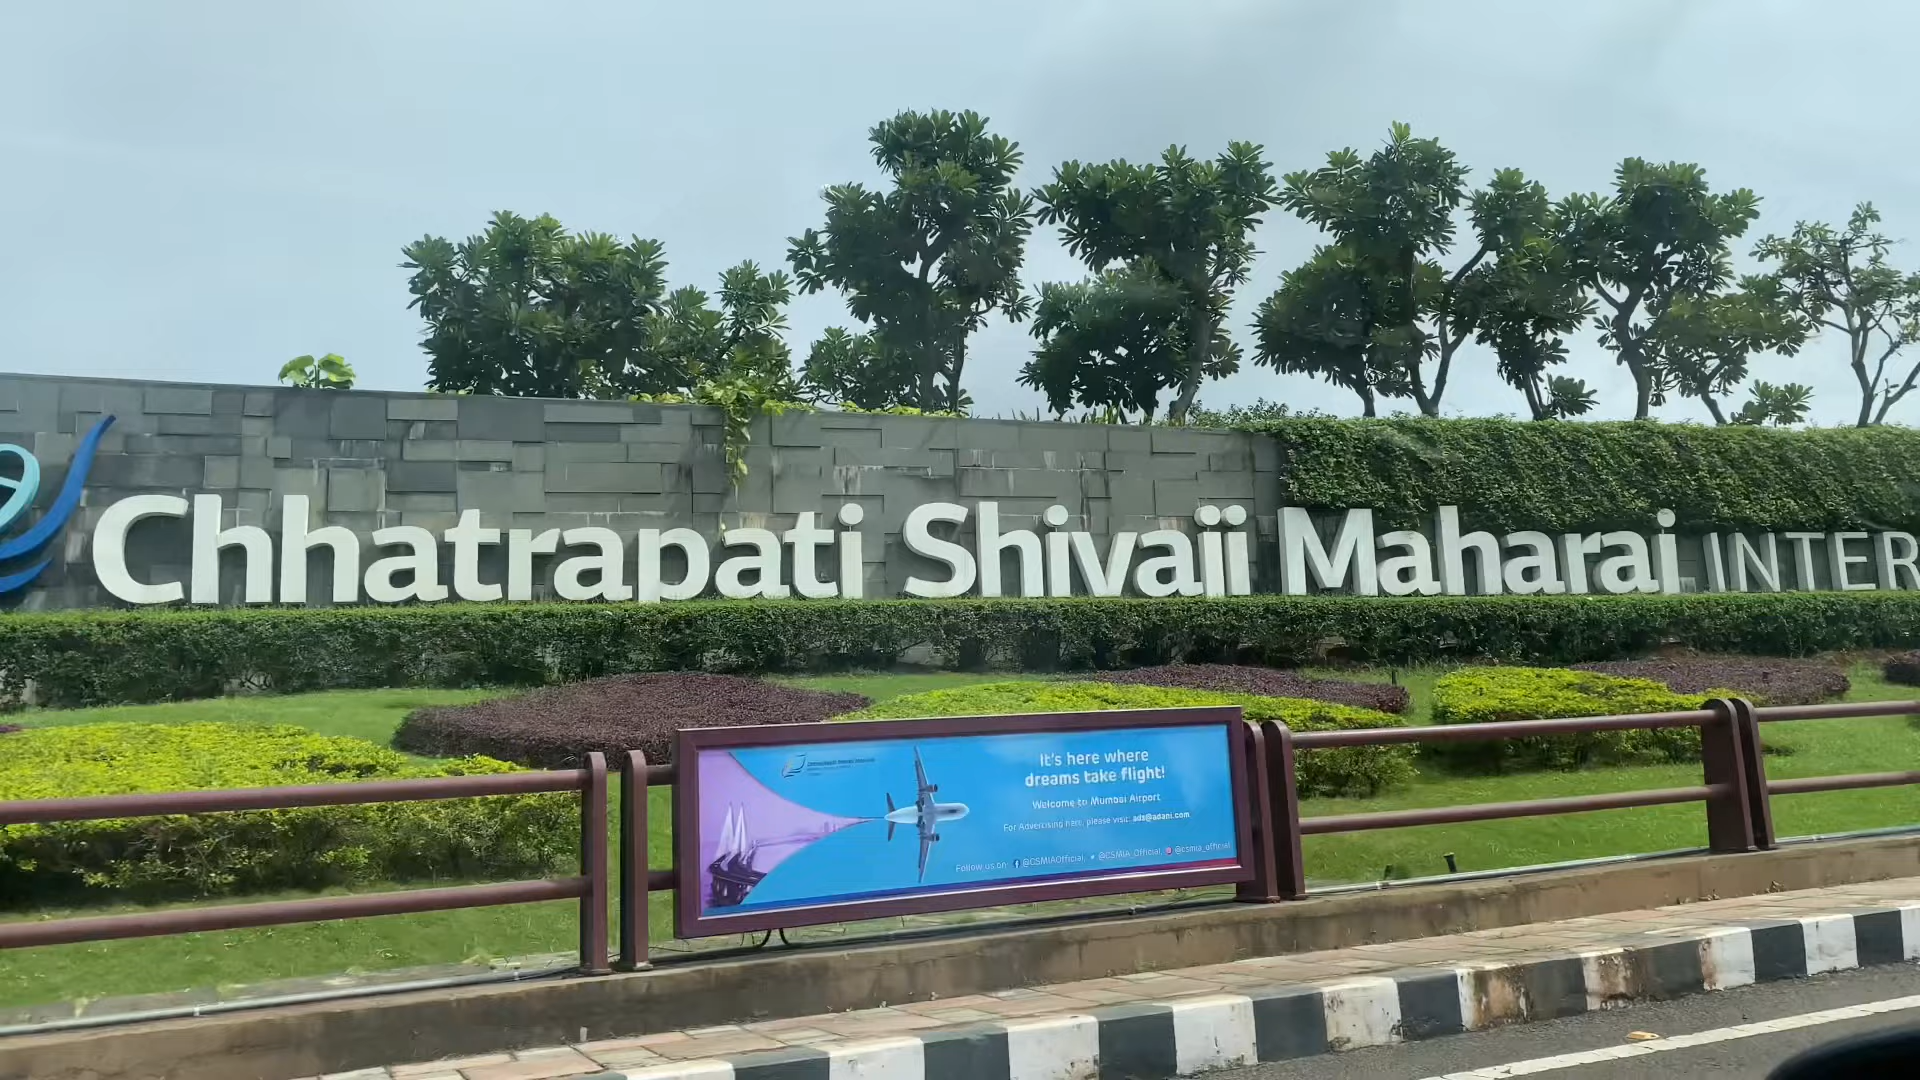 Chhatrapati Shivaji Maharaj INTER
It's here where
dreams take flight!
Welcome to Mumbai Airport
For Advertising here, please visit: ads@adani.com
Follow us on: @CSMIAOfficial, @CSMIA_Official, @csmia_official